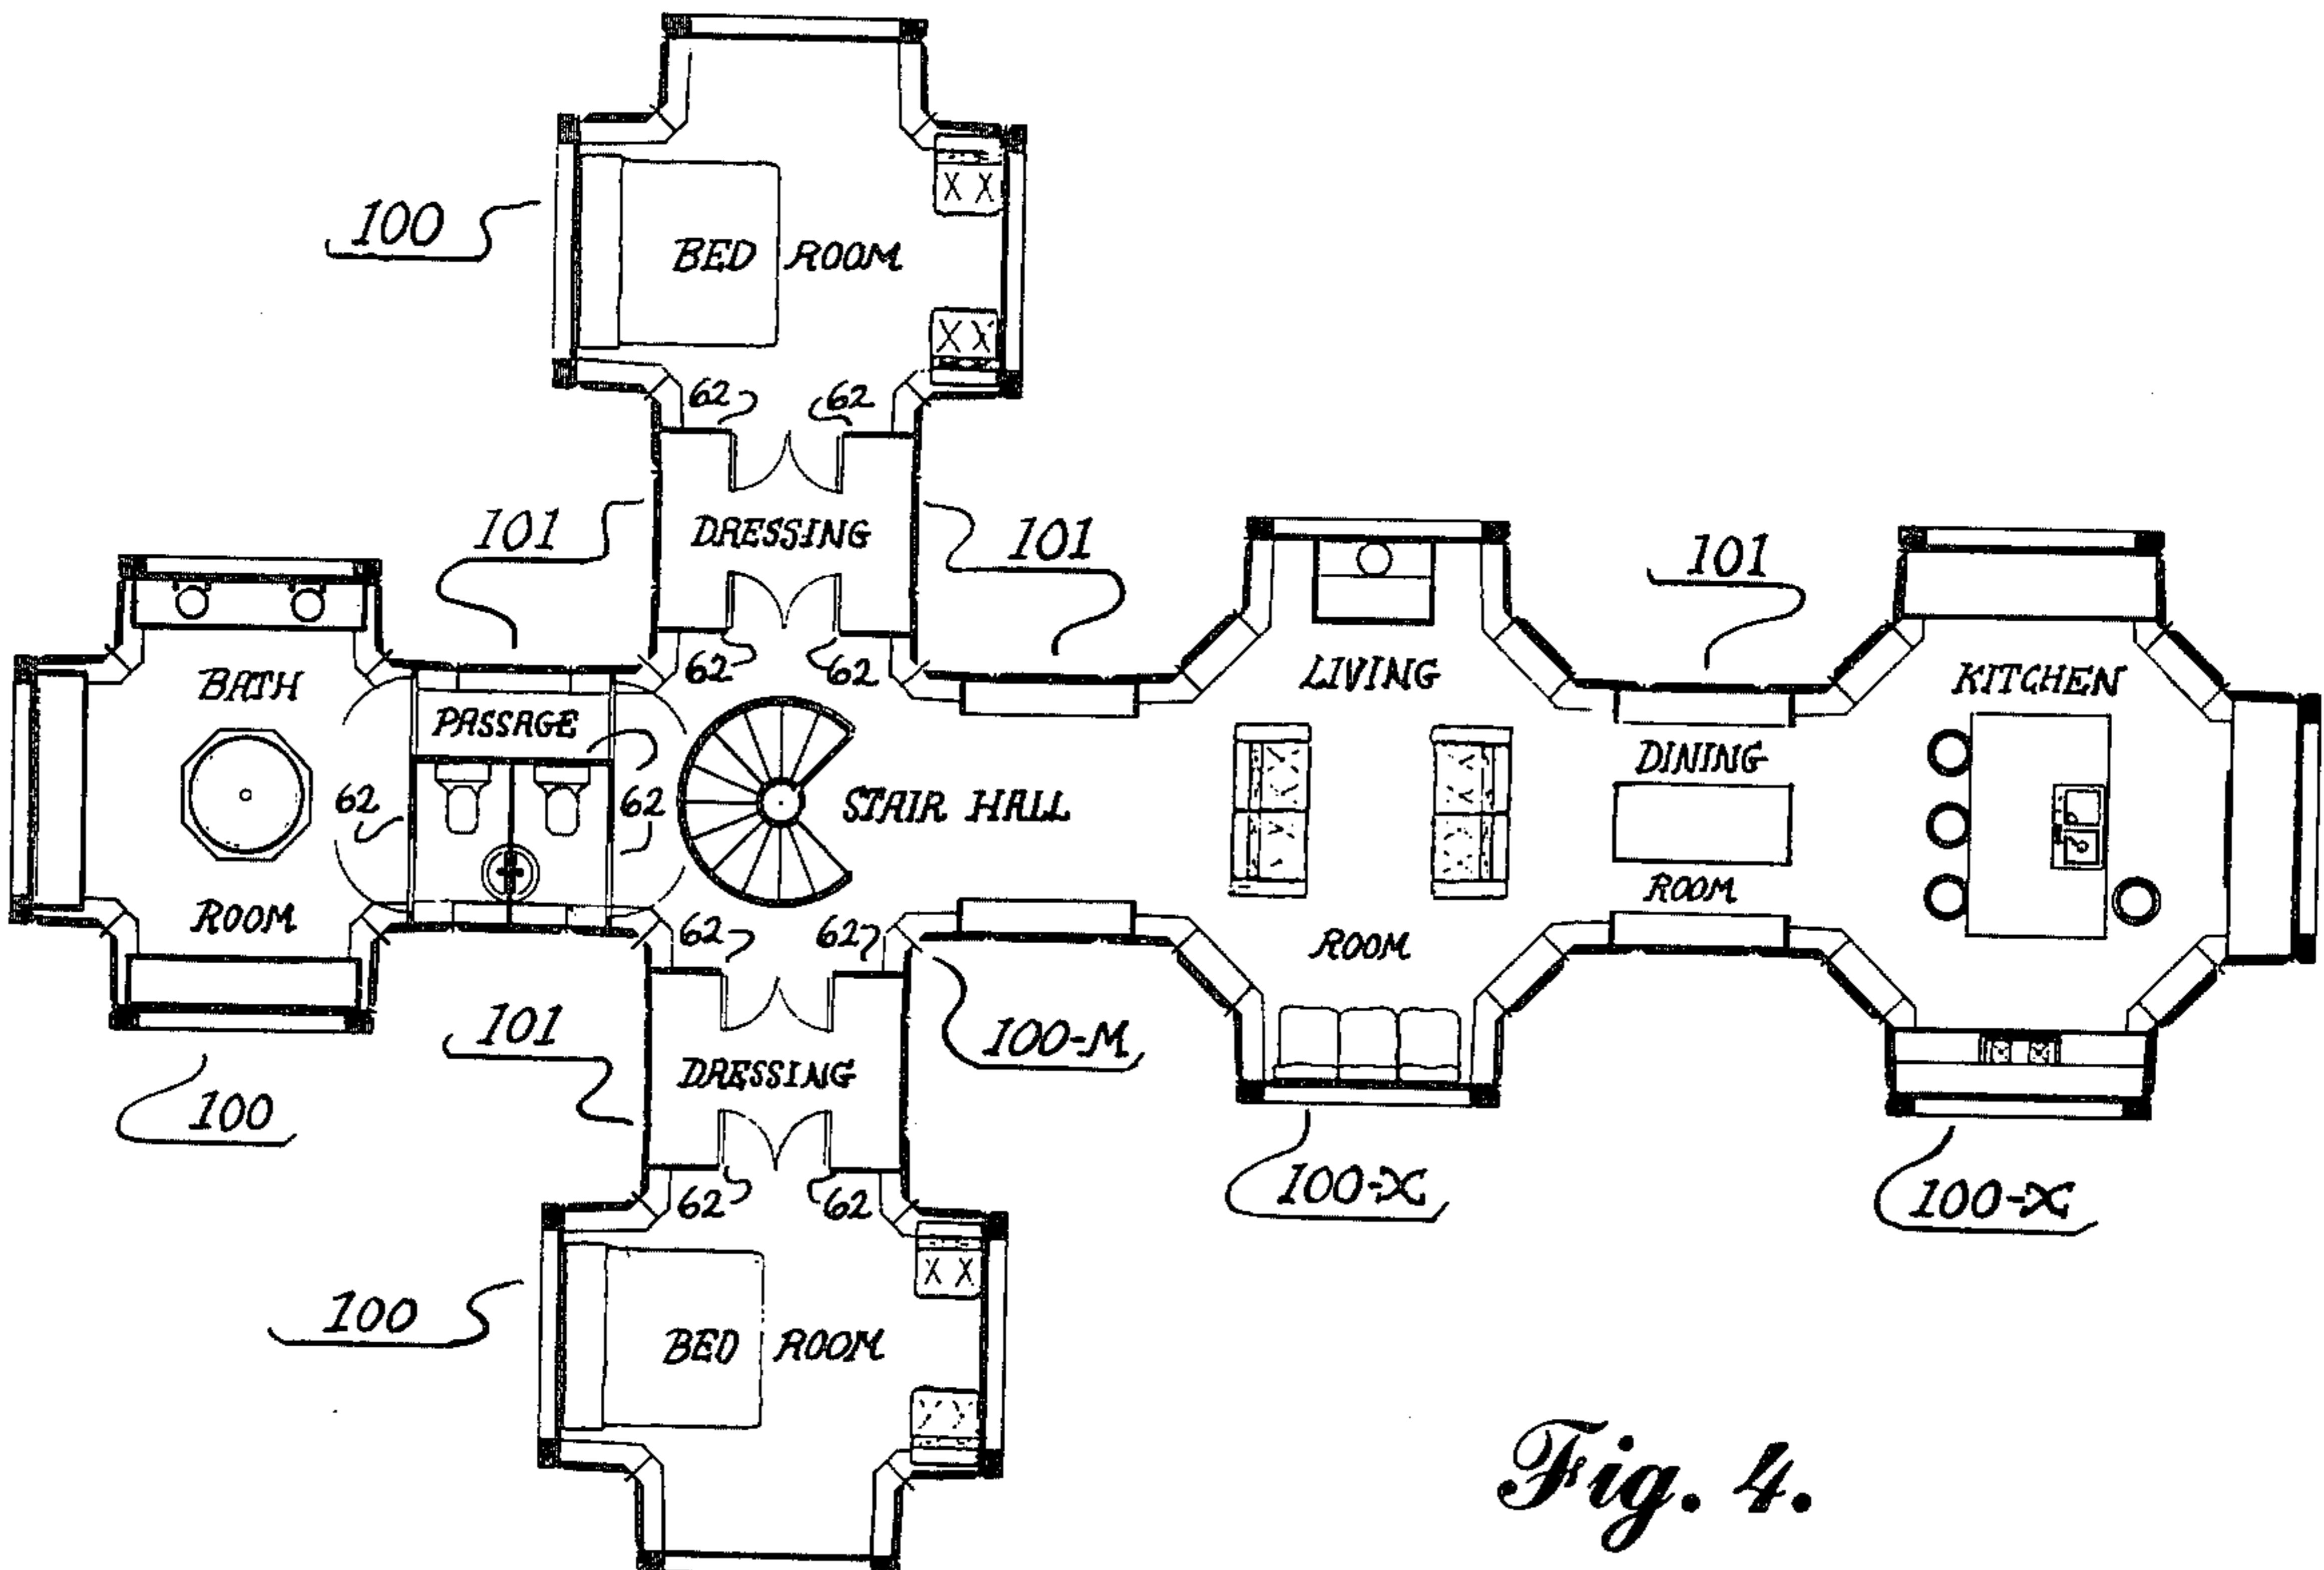 100
BED ROOM
62 62
101 DRESSING 101 101
62 62
BATH
PASSAGE
LIVING
KITCHEN
DINING
62 62 STAIR HALL
ROOM
ROOM
62 62
ROOM
101 DRESSING 100-M
100
62 62 100-X 100-X
100 BED ROOM
Fig. 4.